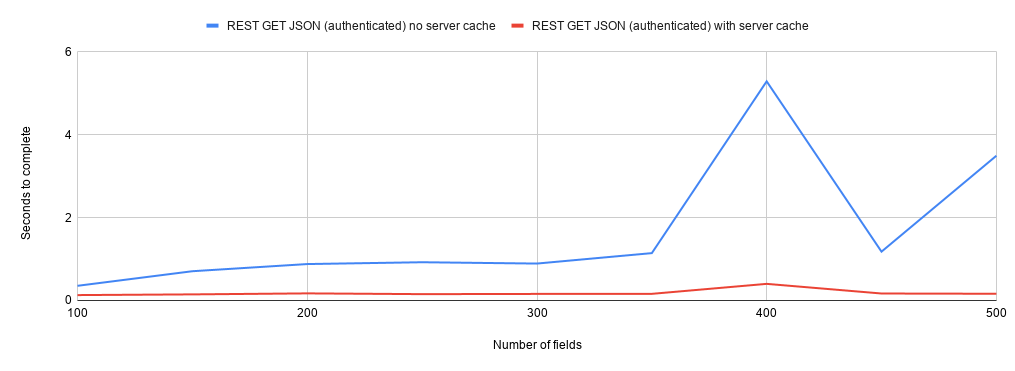 REST GET JSON (authenticated) no server cache REST GET JSON (authenticated) with server cache
6
4
2
0
Seconds to complete
100 200 300 400 500
Number of fields